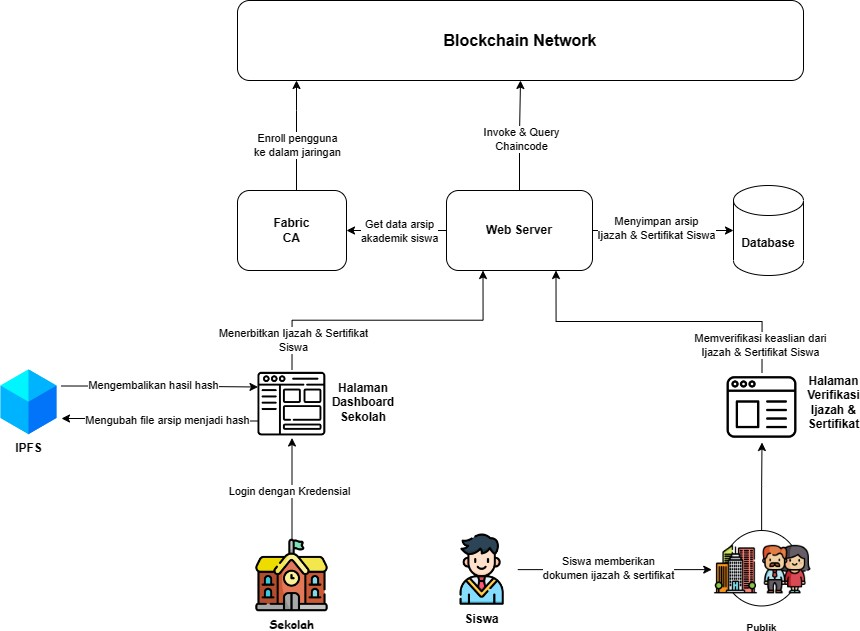 Blockchain Network
Enroll pengguna
ke dalam jaringan
Invoke & Query
Chaincode
Fabric
CA
Get data arsip
akademik siswa
Web Server
Menyimpan arsip
Ijazah & Sertifikat Siswa
Database
Menerbitkan Ijazah & Sertifikat
Siswa
Memverifikasi keaslian dari
Ijazah & Sertifikat Siswa
Mengembalikan hasil hash
Mengubah file arsip menjadi hash
IPFS
Halaman
Dashboard
Sekolah
Halaman
Verifikasi
Ijazah &
Sertifikat
Login dengan Kredensial
Siswa memberikan
dokumen ijazah & sertifikat
Sekolah
Siswa
Publik